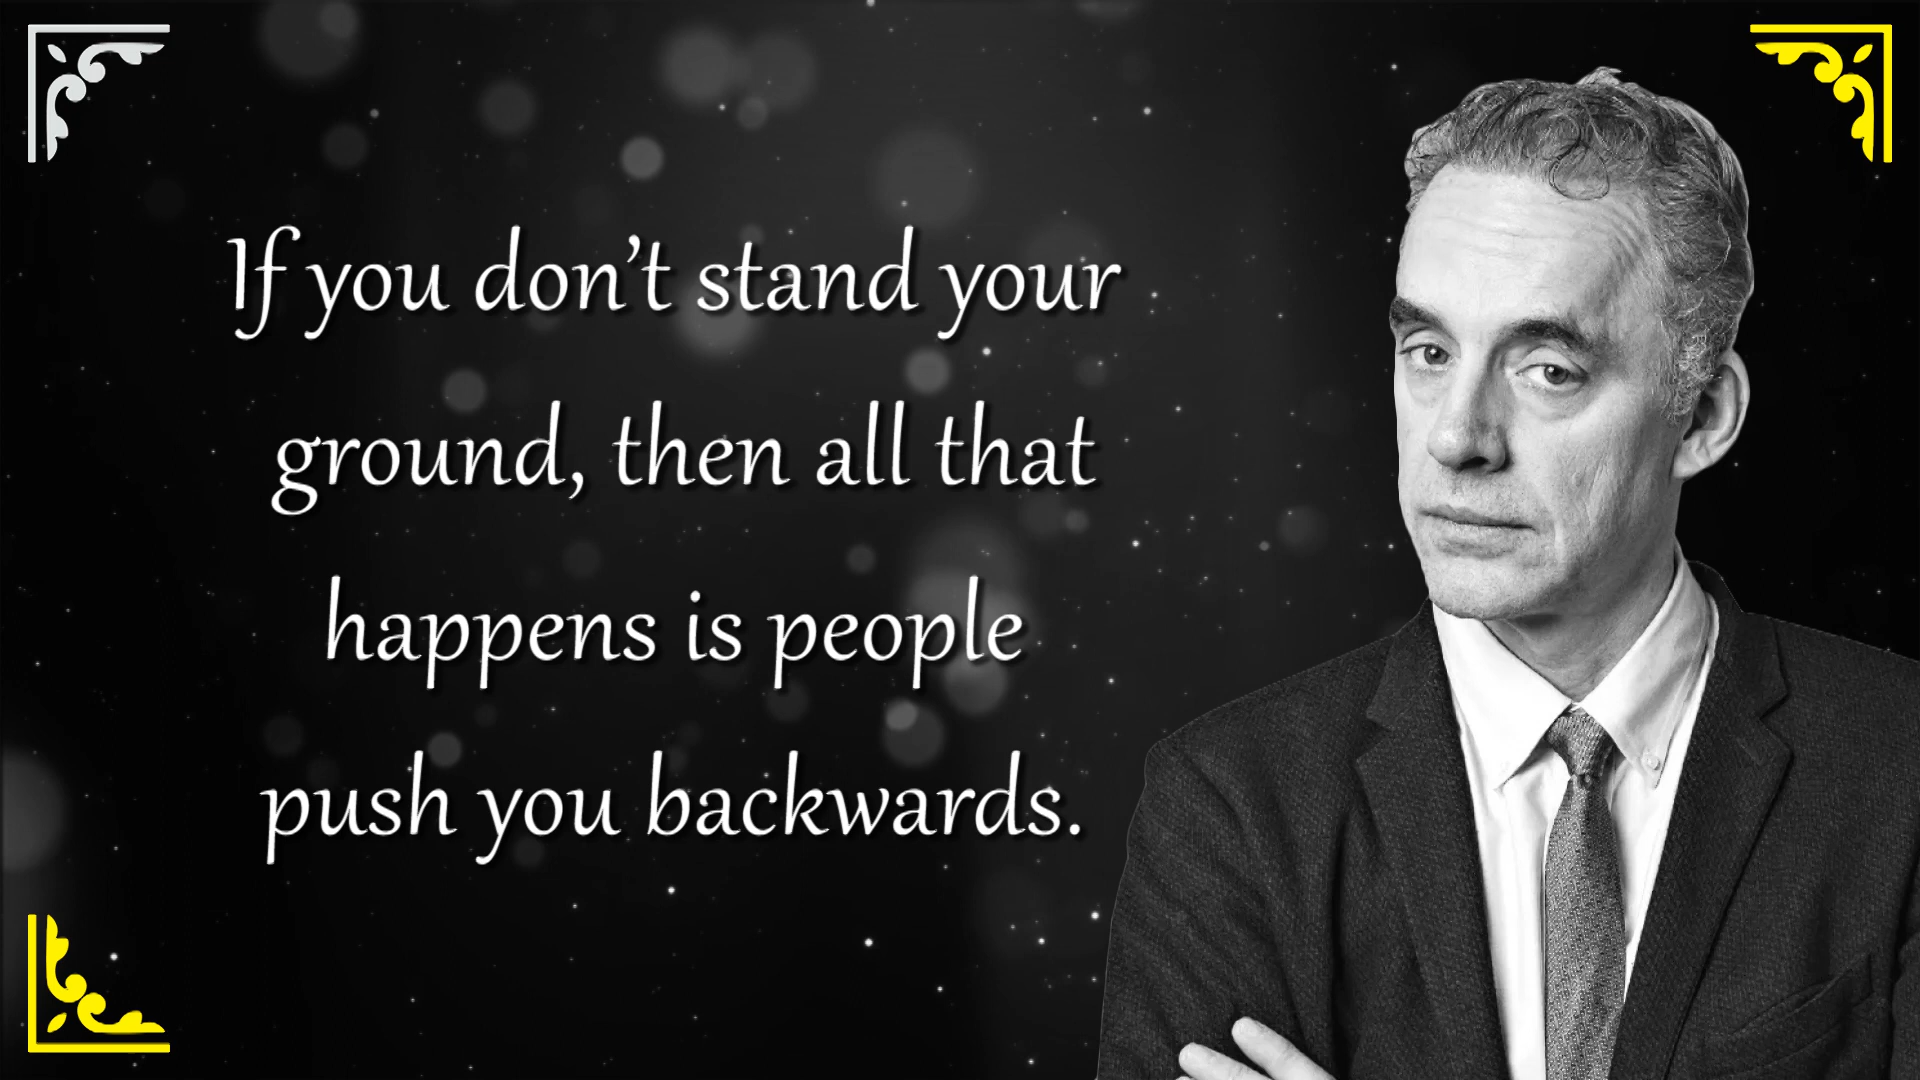 If you don’t stand your
ground, then all that
happens is people
push you backwards.